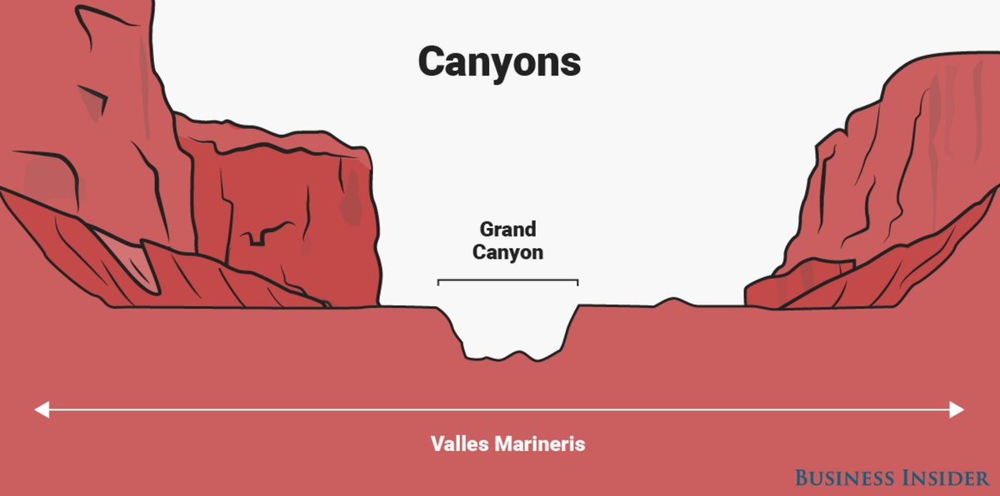 Canyons
Grand
Canyon
Valles Marineris
BUSINESS INSIDER